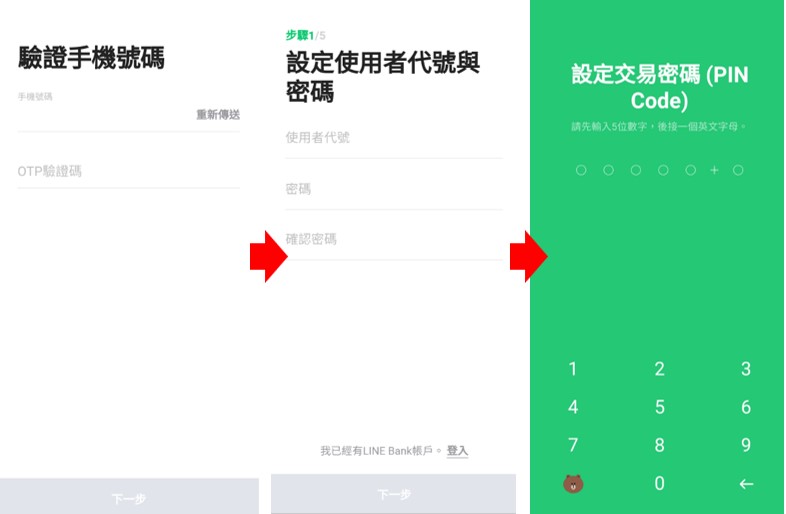 驗證手機號碼
手機號碼
重新傳送
OTP驗證碼
下一步
步驟1/5
設定使用者代號與
密碼
使用者代號
密碼
確認密碼
我已經有LINE Bank帳戶。 登入
下一步
設定交易密碼 (PIN
Code)
請先輸入5位數字，後接一個英文字母。
+
1 2 3
4 5 6
7 8 9
0 ←